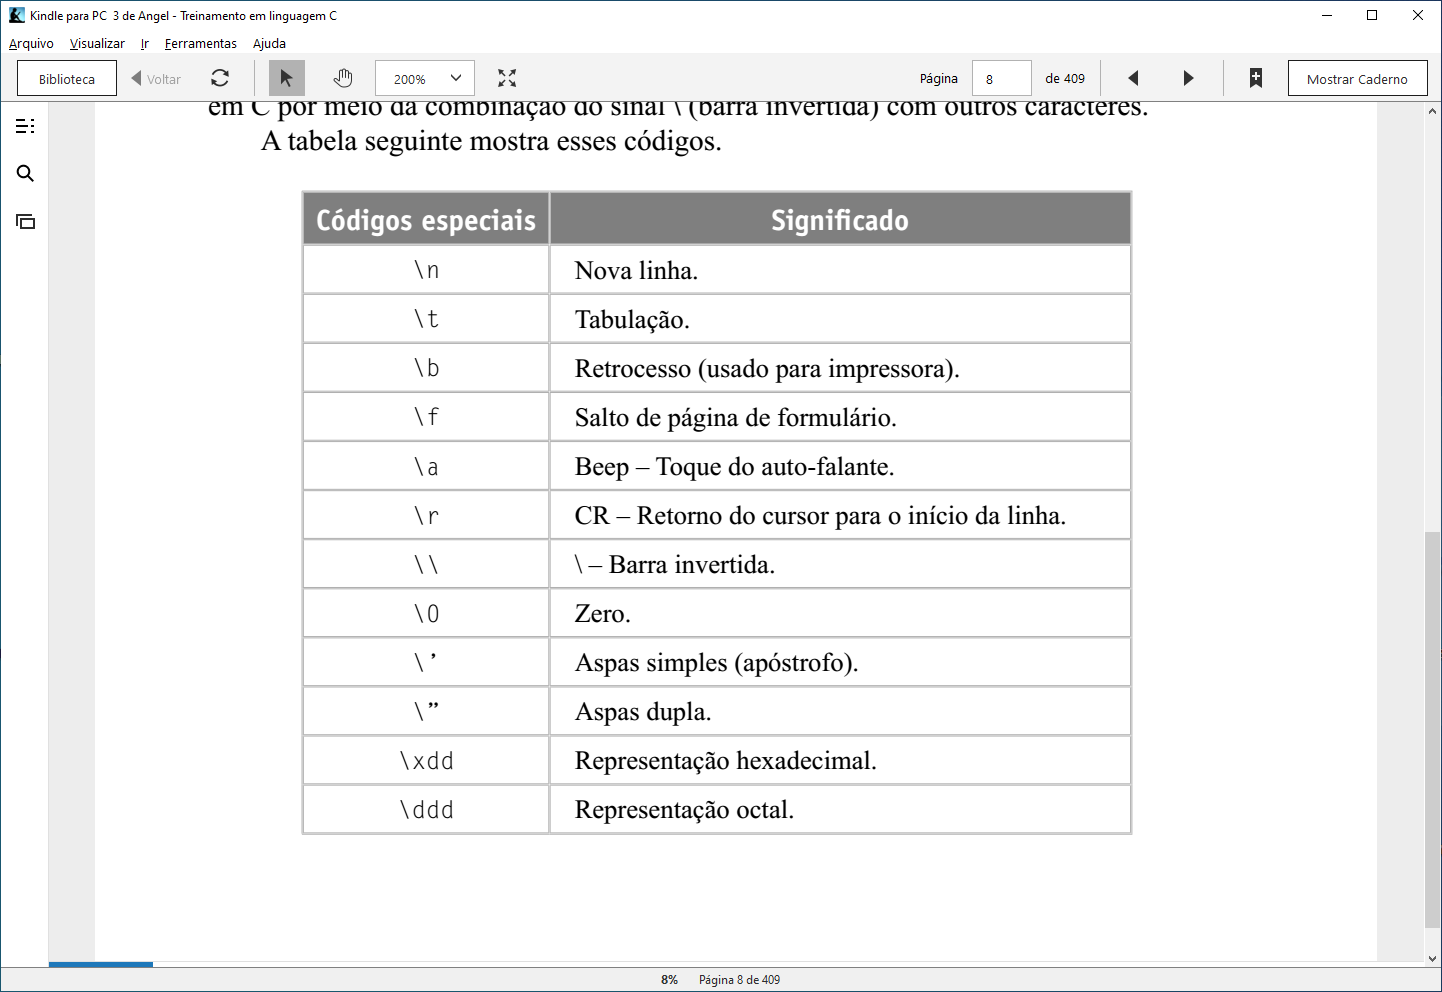 Kindle para PC 3 de Angel - Treinamento em linguagem C
Arquivo Visualizar Ir Ferramentas Ajuda
Biblioteca Voltar 200% Página 8 de 409 Mostrar Caderno
em C por meio da combinação do sinal \ (barra invertida) com outros caracteres.
A tabela seguinte mostra esses códigos.
Códigos especiais Significado
\n Nova linha.
\t Tabulação.
\b Retrocesso (usado para impressora).
\f Salto de página de formulário.
\a Beep – Toque do auto-falante.
\r CR – Retorno do cursor para o início da linha.
\\ \ – Barra invertida.
\0 Zero.
\’ Aspas simples (apóstrofo).
\” Aspas dupla.
\xdd Representação hexadecimal.
\ddd Representação octal.
8% Página 8 de 409